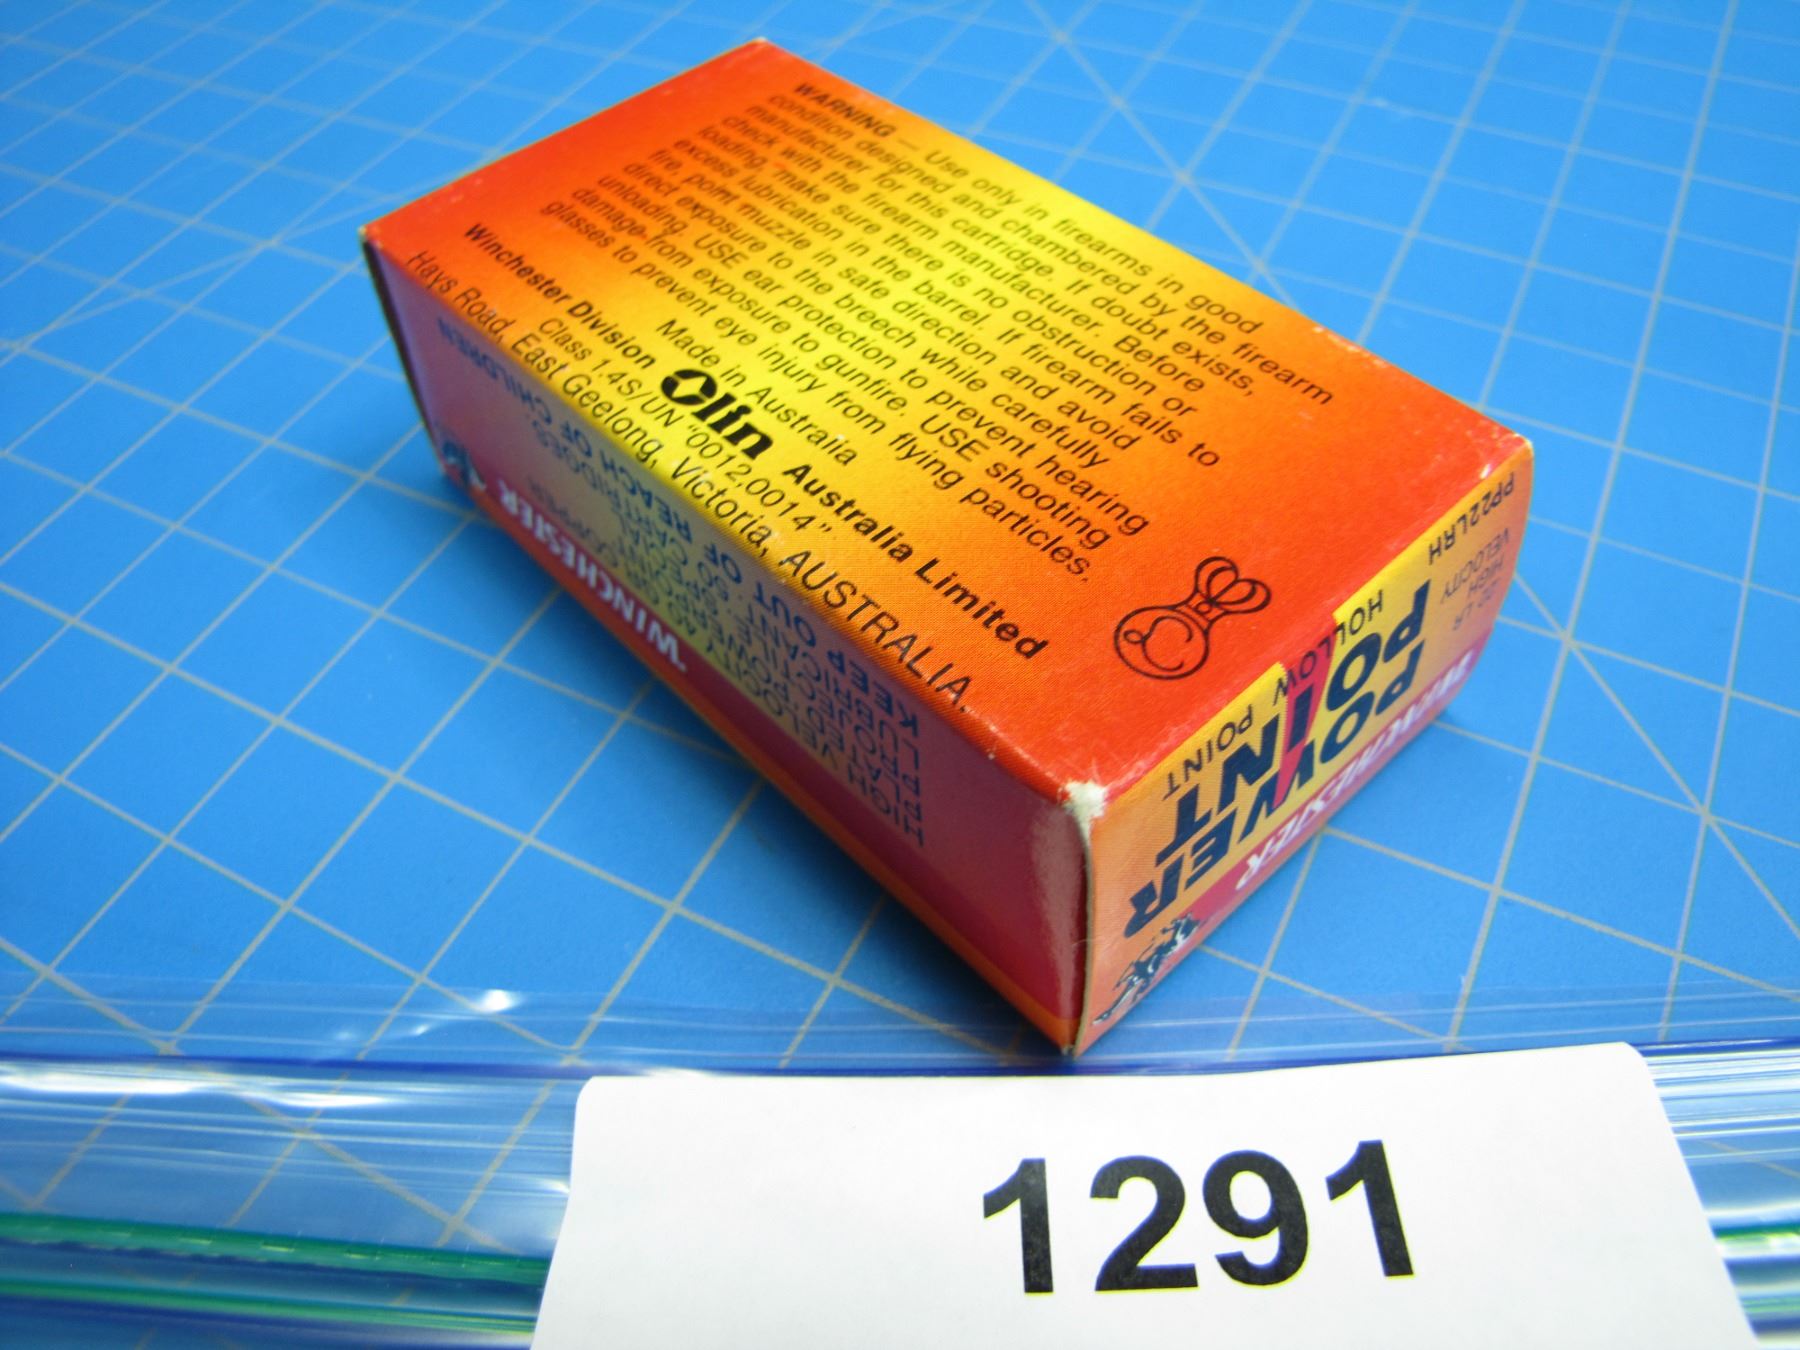 WARNING — Use only in firearms in good
condition designed and chambered by the firearm
manufacturer for this cartridge. If doubt exists,
check with the firearm manufacturer. Before
loading, make sure there is no obstruction or
excess lubrication in the barrel. If firearm fails to
fire, point muzzle in safe direction and avoid
direct exposure to the breech while carefully
unloading. USE ear protection to prevent hearing
damage from exposure to gunfire. USE shooting
glasses to prevent eye injury from flying particles.
Made in Australia
Winchester Division Olin Australia Limited
Class 1.4S/UN "0012,0014"
Hays Road, East Geelong, Victoria, AUSTRALIA.
WINCHESTER
HIGH VELOCITY
KEEP OUT OF REACH OF CHILDREN
WINCHESTER
POWER
POINT
HOLLOW POINT
HIGH
VELOCITY
PP22LRH
1291